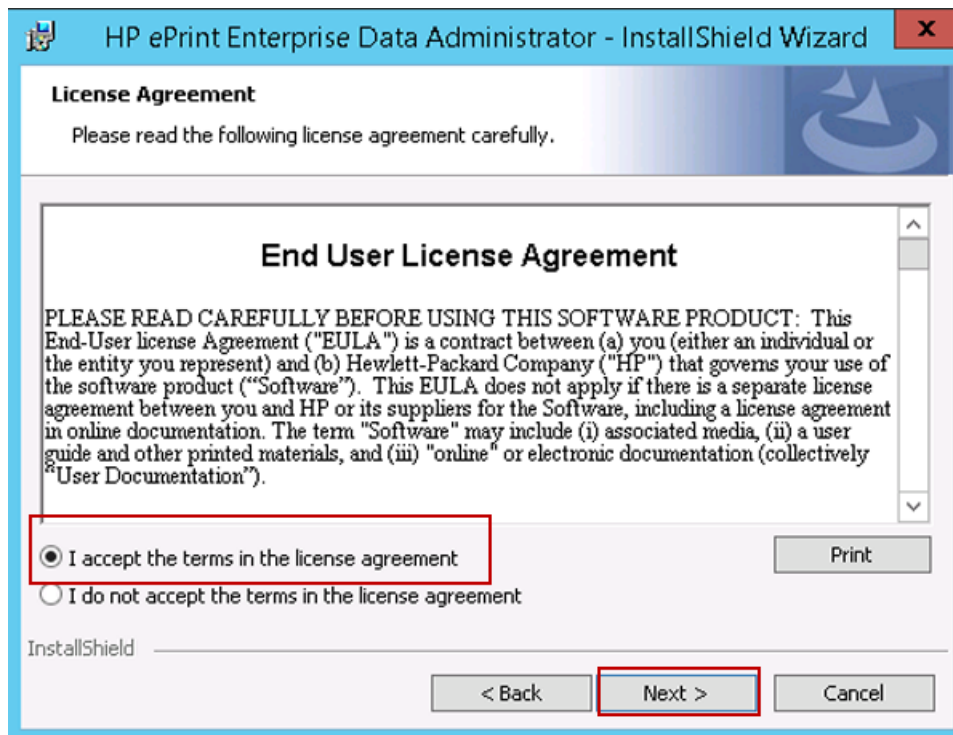 HP ePrint Enterprise Data Administrator - InstallShield Wizard
x
License Agreement
Please read the following license agreement carefully.
End User License Agreement
PLEASE READ CAREFULLY BEFORE USING THIS SOFTWARE PRODUCT: This
End-User license Agreement ("EULA") is a contract between (a) you (either an individual or
the entity you represent) and (b) Hewlett-Packard Company ("HP") that governs your use of
the software product (“Software”). This EULA does not apply if there is a separate license
agreement between you and HP or its suppliers for the Software, including a license agreement
in online documentation. The term "Software" may include (i) associated media, (ii) a user
guide and other printed materials, and (iii) "online" or electronic documentation (collectively
“User Documentation”).
I accept the terms in the license agreement
Print
I do not accept the terms in the license agreement
InstallShield
< Back
Next >
Cancel